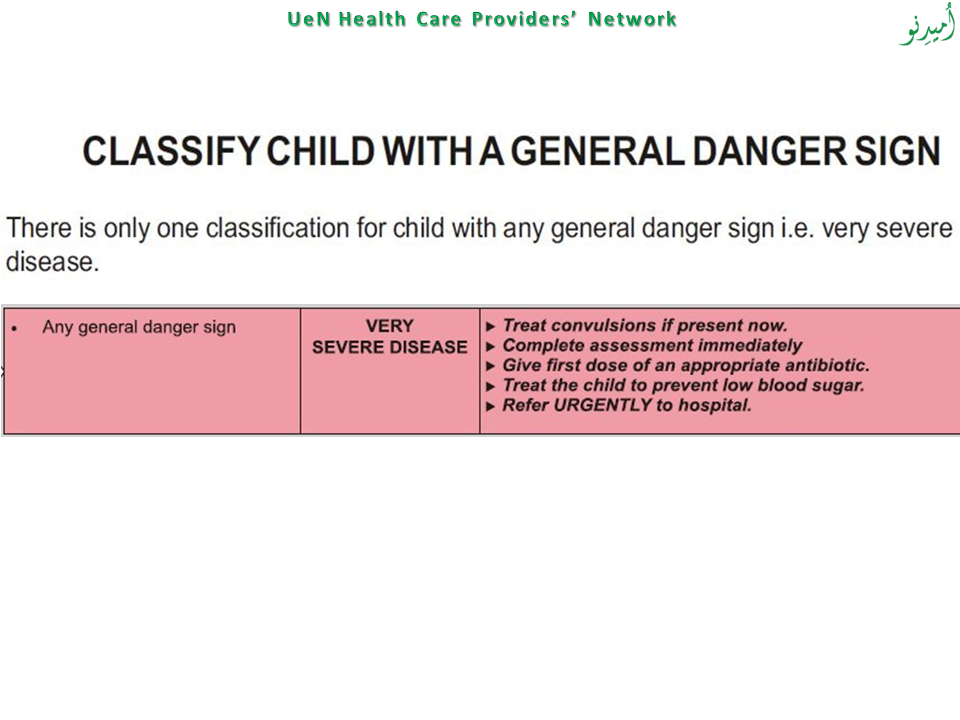 UeN Health Care Providers' Network
اُميدِنو
CLASSIFY CHILD WITH A GENERAL DANGER SIGN
There is only one classification for child with any general danger sign i.e. very severe
disease.
• Any general danger sign
VERY
SEVERE DISEASE
▶ Treat convulsions if present now.
▶ Complete assessment immediately
▶ Give first dose of an appropriate antibiotic.
▶ Treat the child to prevent low blood sugar.
▶ Refer URGENTLY to hospital.